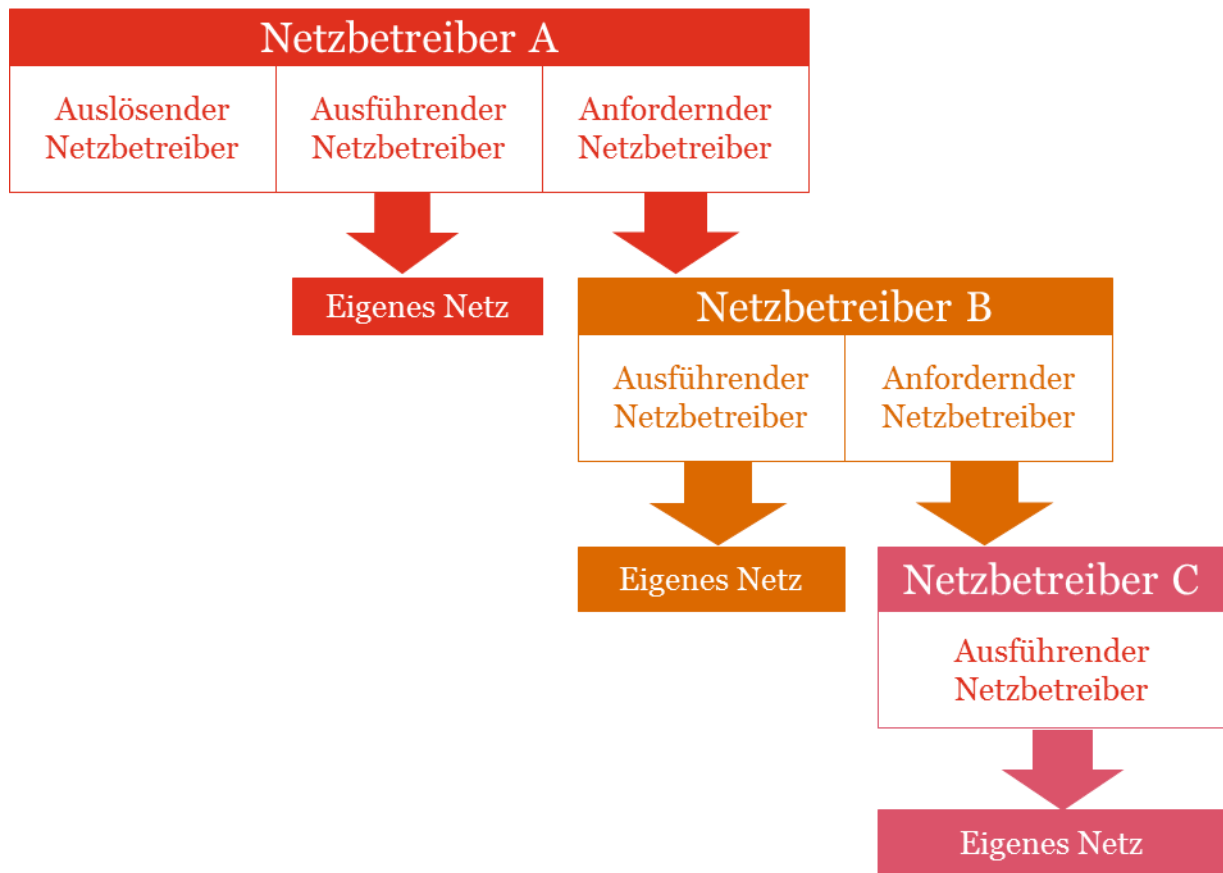 Netzbetreiber A
Auslösender
Netzbetreiber
Ausführender
Netzbetreiber
Anfordernder
Netzbetreiber
Eigenes Netz
Netzbetreiber B
Ausführender
Netzbetreiber
Anfordernder
Netzbetreiber
Eigenes Netz
Netzbetreiber C
Ausführender
Netzbetreiber
Eigenes Netz